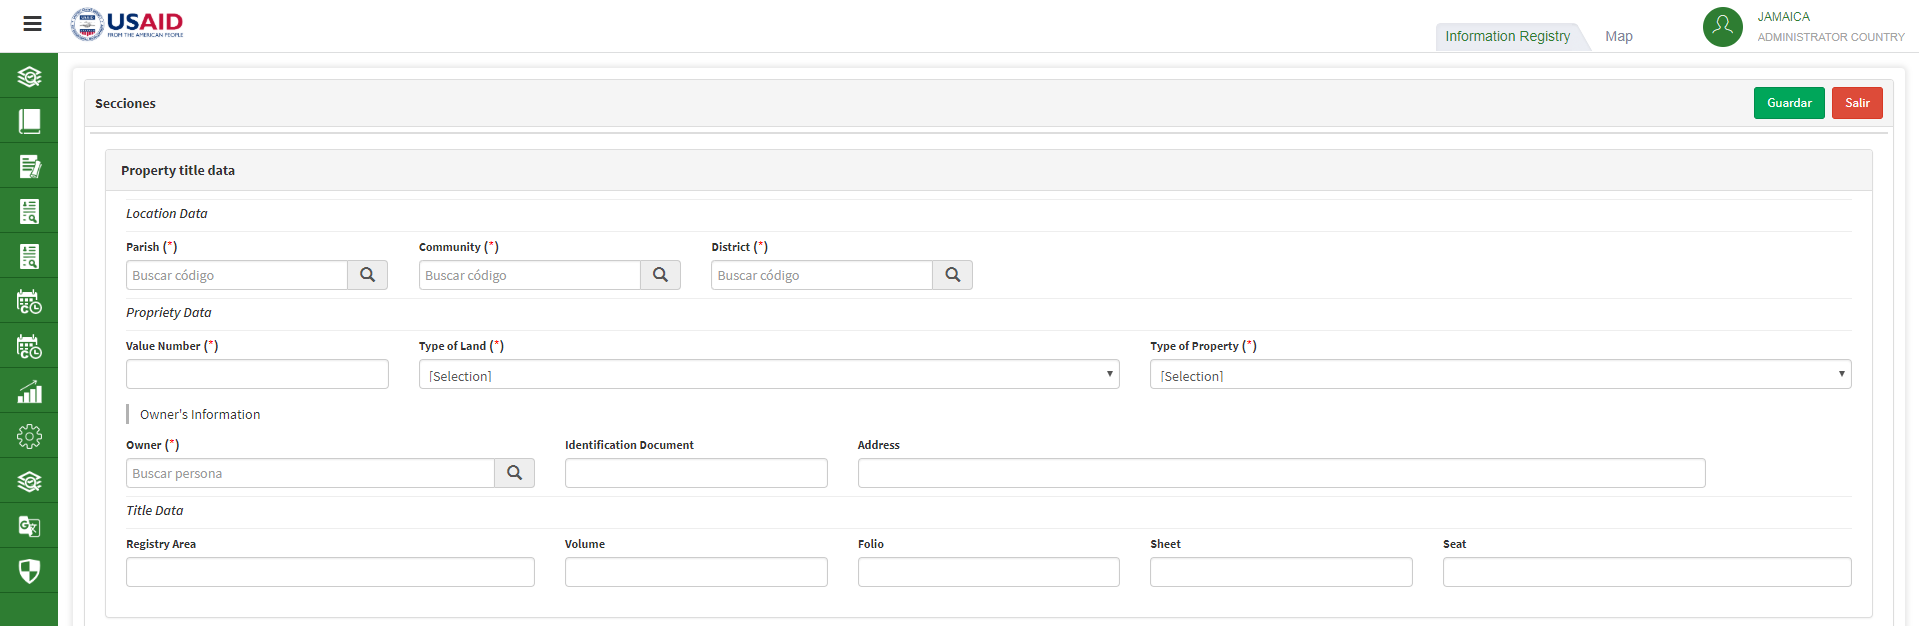 USAID
FROM THE AMERICAN PEOPLE
Information Registry
Map
JAMAICA
ADMINISTRATOR COUNTRY
Secciones
Guardar
Salir
Property title data
Location Data
Parish (*)
Community (*)
District (*)
Buscar código
Buscar código
Buscar código
Propriety Data
Value Number (*)
Type of Land (*)
Type of Property (*)
[Selection]
[Selection]
Owner's Information
Owner (*)
Identification Document
Address
Buscar persona
Title Data
Registry Area
Volume
Folio
Sheet
Seat